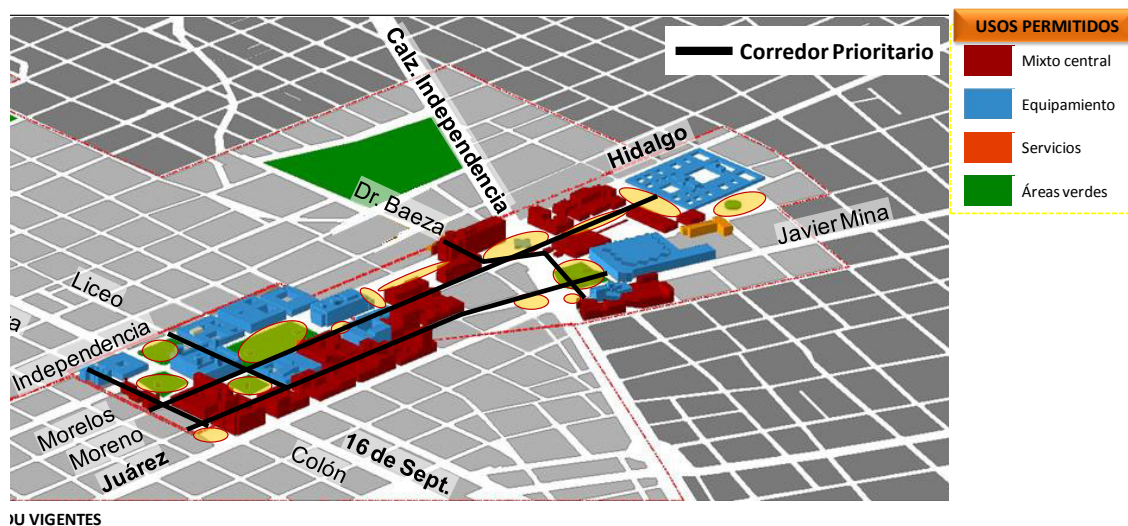 USOS PERMITIDOS
Corredor Prioritario
Mixto central
Equipamiento
Servicios
Áreas verdes
Calz. Independencia
Hidalgo
Dr. Baeza
Javier Mina
Liceo
Independencia
Morelos
Moreno
Juárez
16 de Sept.
Colón
OU VIGENTES